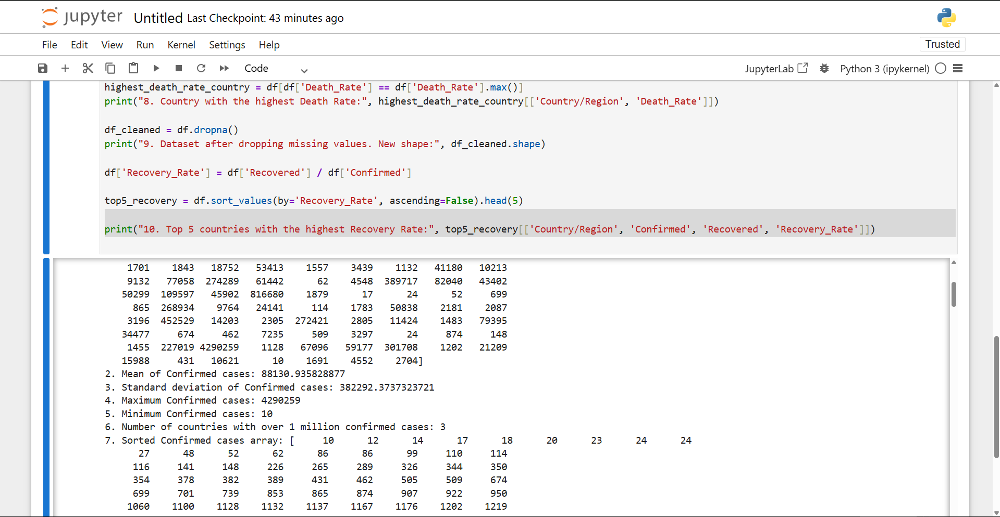 jupyter Untitled Last Checkpoint: 43 minutes ago
File Edit View Run Kernel Settings Help Trusted
Code JupyterLab Python 3 (ipykernel)
highest_death_rate_country = df[df['Death_Rate'] == df['Death_Rate'].max()]
print("8. Country with the highest Death Rate:", highest_death_rate_country[['Country/Region', 'Death_Rate']])
df_cleaned = df.dropna()
print("9. Dataset after dropping missing values. New shape:", df_cleaned.shape)
df['Recovery_Rate'] = df['Recovered'] / df['Confirmed']
top5_recovery = df.sort_values(by='Recovery_Rate', ascending=False).head(5)
print("10. Top 5 countries with the highest Recovery Rate:", top5_recovery[['Country/Region', 'Confirmed', 'Recovered', 'Recovery_Rate']])
1701 1843 18752 53413 1557 3439 1132 41180 10213
9132 77058 274289 61442 62 4548 389717 82040 43402
50299 109597 45902 816680 1879 17 24 52 699
865 268934 9764 24141 114 1783 50838 2181 2087
3196 452529 14203 2305 272421 2805 11424 1483 79395
34477 674 462 7235 509 3297 24 874 148
1455 227019 4290259 1128 67096 59177 301708 1202 21209
15988 431 10621 10 1691 4552 2704]
2. Mean of Confirmed cases: 88130.935828877
3. Standard deviation of Confirmed cases: 382292.3737323721
4. Maximum Confirmed cases: 4290259
5. Minimum Confirmed cases: 10
6. Number of countries with over 1 million confirmed cases: 3
7. Sorted Confirmed cases array: [ 10 12 14 17 18 20 23 24 24
27 48 52 62 86 86 99 110 114
116 141 148 226 265 289 326 344 350
354 378 382 389 431 462 505 509 674
699 701 739 853 865 874 907 922 950
1060 1100 1128 1132 1137 1167 1176 1202 1219